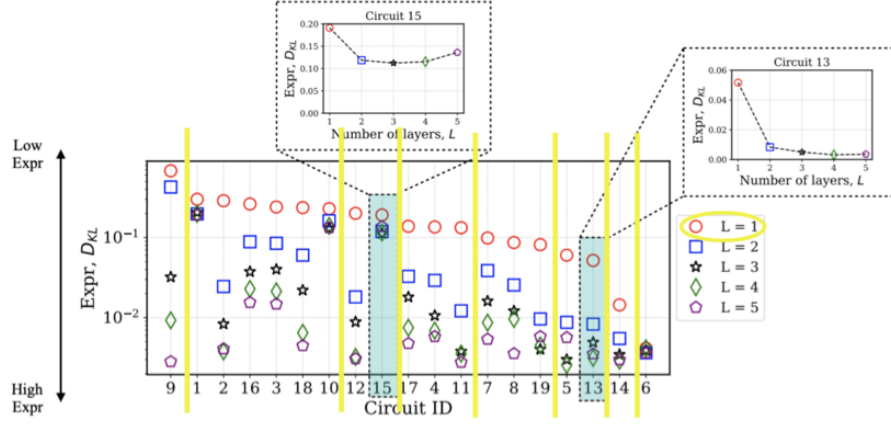 Circuit 15
0.20
0.15
0.10
0.05
0.00
Expr, D_KL
1 2 3 4 5
Number of layers, L
Circuit 13
0.06
0.04
0.02
0.00
Expr, D_KL
1 2 3 4 5
Number of layers, L
Low
Expr
High
Expr
Expr, D_KL
10⁻¹
10⁻²
9 1 2 16 3 18 10 12 15 17 4 11 7 8 19 5 13 14 6
Circuit ID
L = 1
L = 2
L = 3
L = 4
L = 5